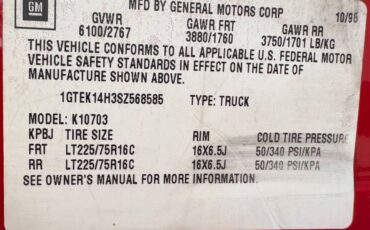 MFD BY GENERAL MOTORS CORP 10/95
GM GVWR GAWR FRT GAWR RR
6100/2767 3880/1760 3750/1701 LB/KG
THIS VEHICLE CONFORMS TO ALL APPLICABLE U.S. FEDERAL MOTOR
VEHICLE SAFETY STANDARDS IN EFFECT ON THE DATE OF
MANUFACTURE SHOWN ABOVE.
1GTEK14H3SZ568585 TYPE: TRUCK
MODEL: K10703
KPBJ TIRE SIZE RIM COLD TIRE PRESSURE
FRT LT225/75R16C 16X6.5J 50/340 PSI/KPA
RR LT225/75R16C 16X6.5J 50/340 PSI/KPA
SEE OWNER'S MANUAL FOR MORE INFORMATION.